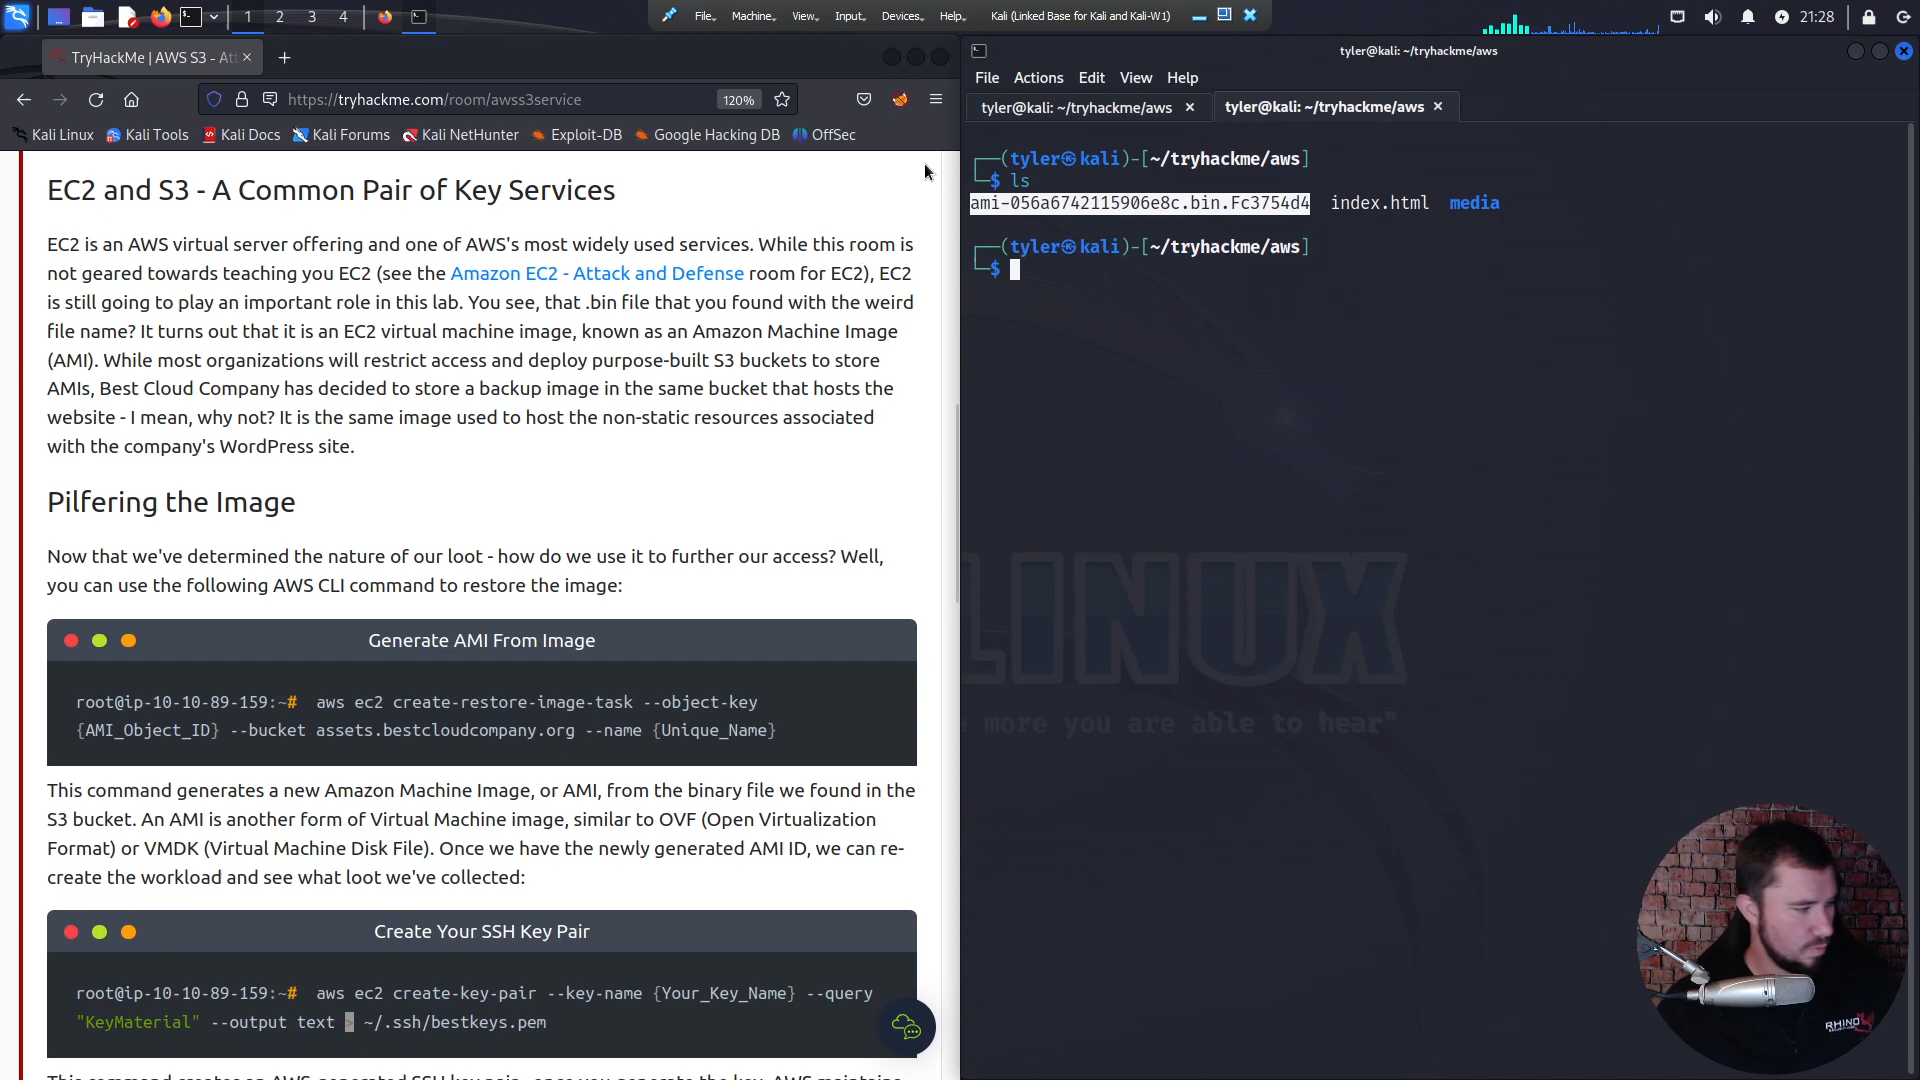 1 2 3 4
File Machine View Input Devices Help Kali (Linked Base for Kali and Kali-W1)
21:28
TryHackMe | AWS S3 - Att
https://tryhackme.com/room/awss3service 120%
Kali Linux Kali Tools Kali Docs Kali Forums Kali NetHunter Exploit-DB Google Hacking DB OffSec
EC2 and S3 - A Common Pair of Key Services
EC2 is an AWS virtual server offering and one of AWS's most widely used services. While this room is
not geared towards teaching you EC2 (see the Amazon EC2 - Attack and Defense room for EC2), EC2
is still going to play an important role in this lab. You see, that .bin file that you found with the weird
file name? It turns out that it is an EC2 virtual machine image, known as an Amazon Machine Image
(AMI). While most organizations will restrict access and deploy purpose-built S3 buckets to store
AMIs, Best Cloud Company has decided to store a backup image in the same bucket that hosts the
website - I mean, why not? It is the same image used to host the non-static resources associated
with the company's WordPress site.
Pilfering the Image
Now that we've determined the nature of our loot - how do we use it to further our access? Well,
you can use the following AWS CLI command to restore the image:
Generate AMI From Image
root@ip-10-10-89-159:~# aws ec2 create-restore-image-task --object-key
{AMI_Object_ID} --bucket assets.bestcloudcompany.org --name {Unique_Name}
This command generates a new Amazon Machine Image, or AMI, from the binary file we found in the
S3 bucket. An AMI is another form of Virtual Machine image, similar to OVF (Open Virtualization
Format) or VMDK (Virtual Machine Disk File). Once we have the newly generated AMI ID, we can re-
create the workload and see what loot we've collected:
Create Your SSH Key Pair
root@ip-10-10-89-159:~# aws ec2 create-key-pair --key-name {Your_Key_Name} --query
"KeyMaterial" --output text > ~/.ssh/bestkeys.pem
tyler@kali: ~/tryhackme/aws
File Actions Edit View Help
tyler@kali: ~/tryhackme/aws tyler@kali: ~/tryhackme/aws
┌──(tyler㉿kali)-[~/tryhackme/aws]
└─$ ls
ami-056a6742115906e8c.bin.Fc3754d4 index.html media
┌──(tyler㉿kali)-[~/tryhackme/aws]
└─$
LINUX
more you are able to hear"
RHINO